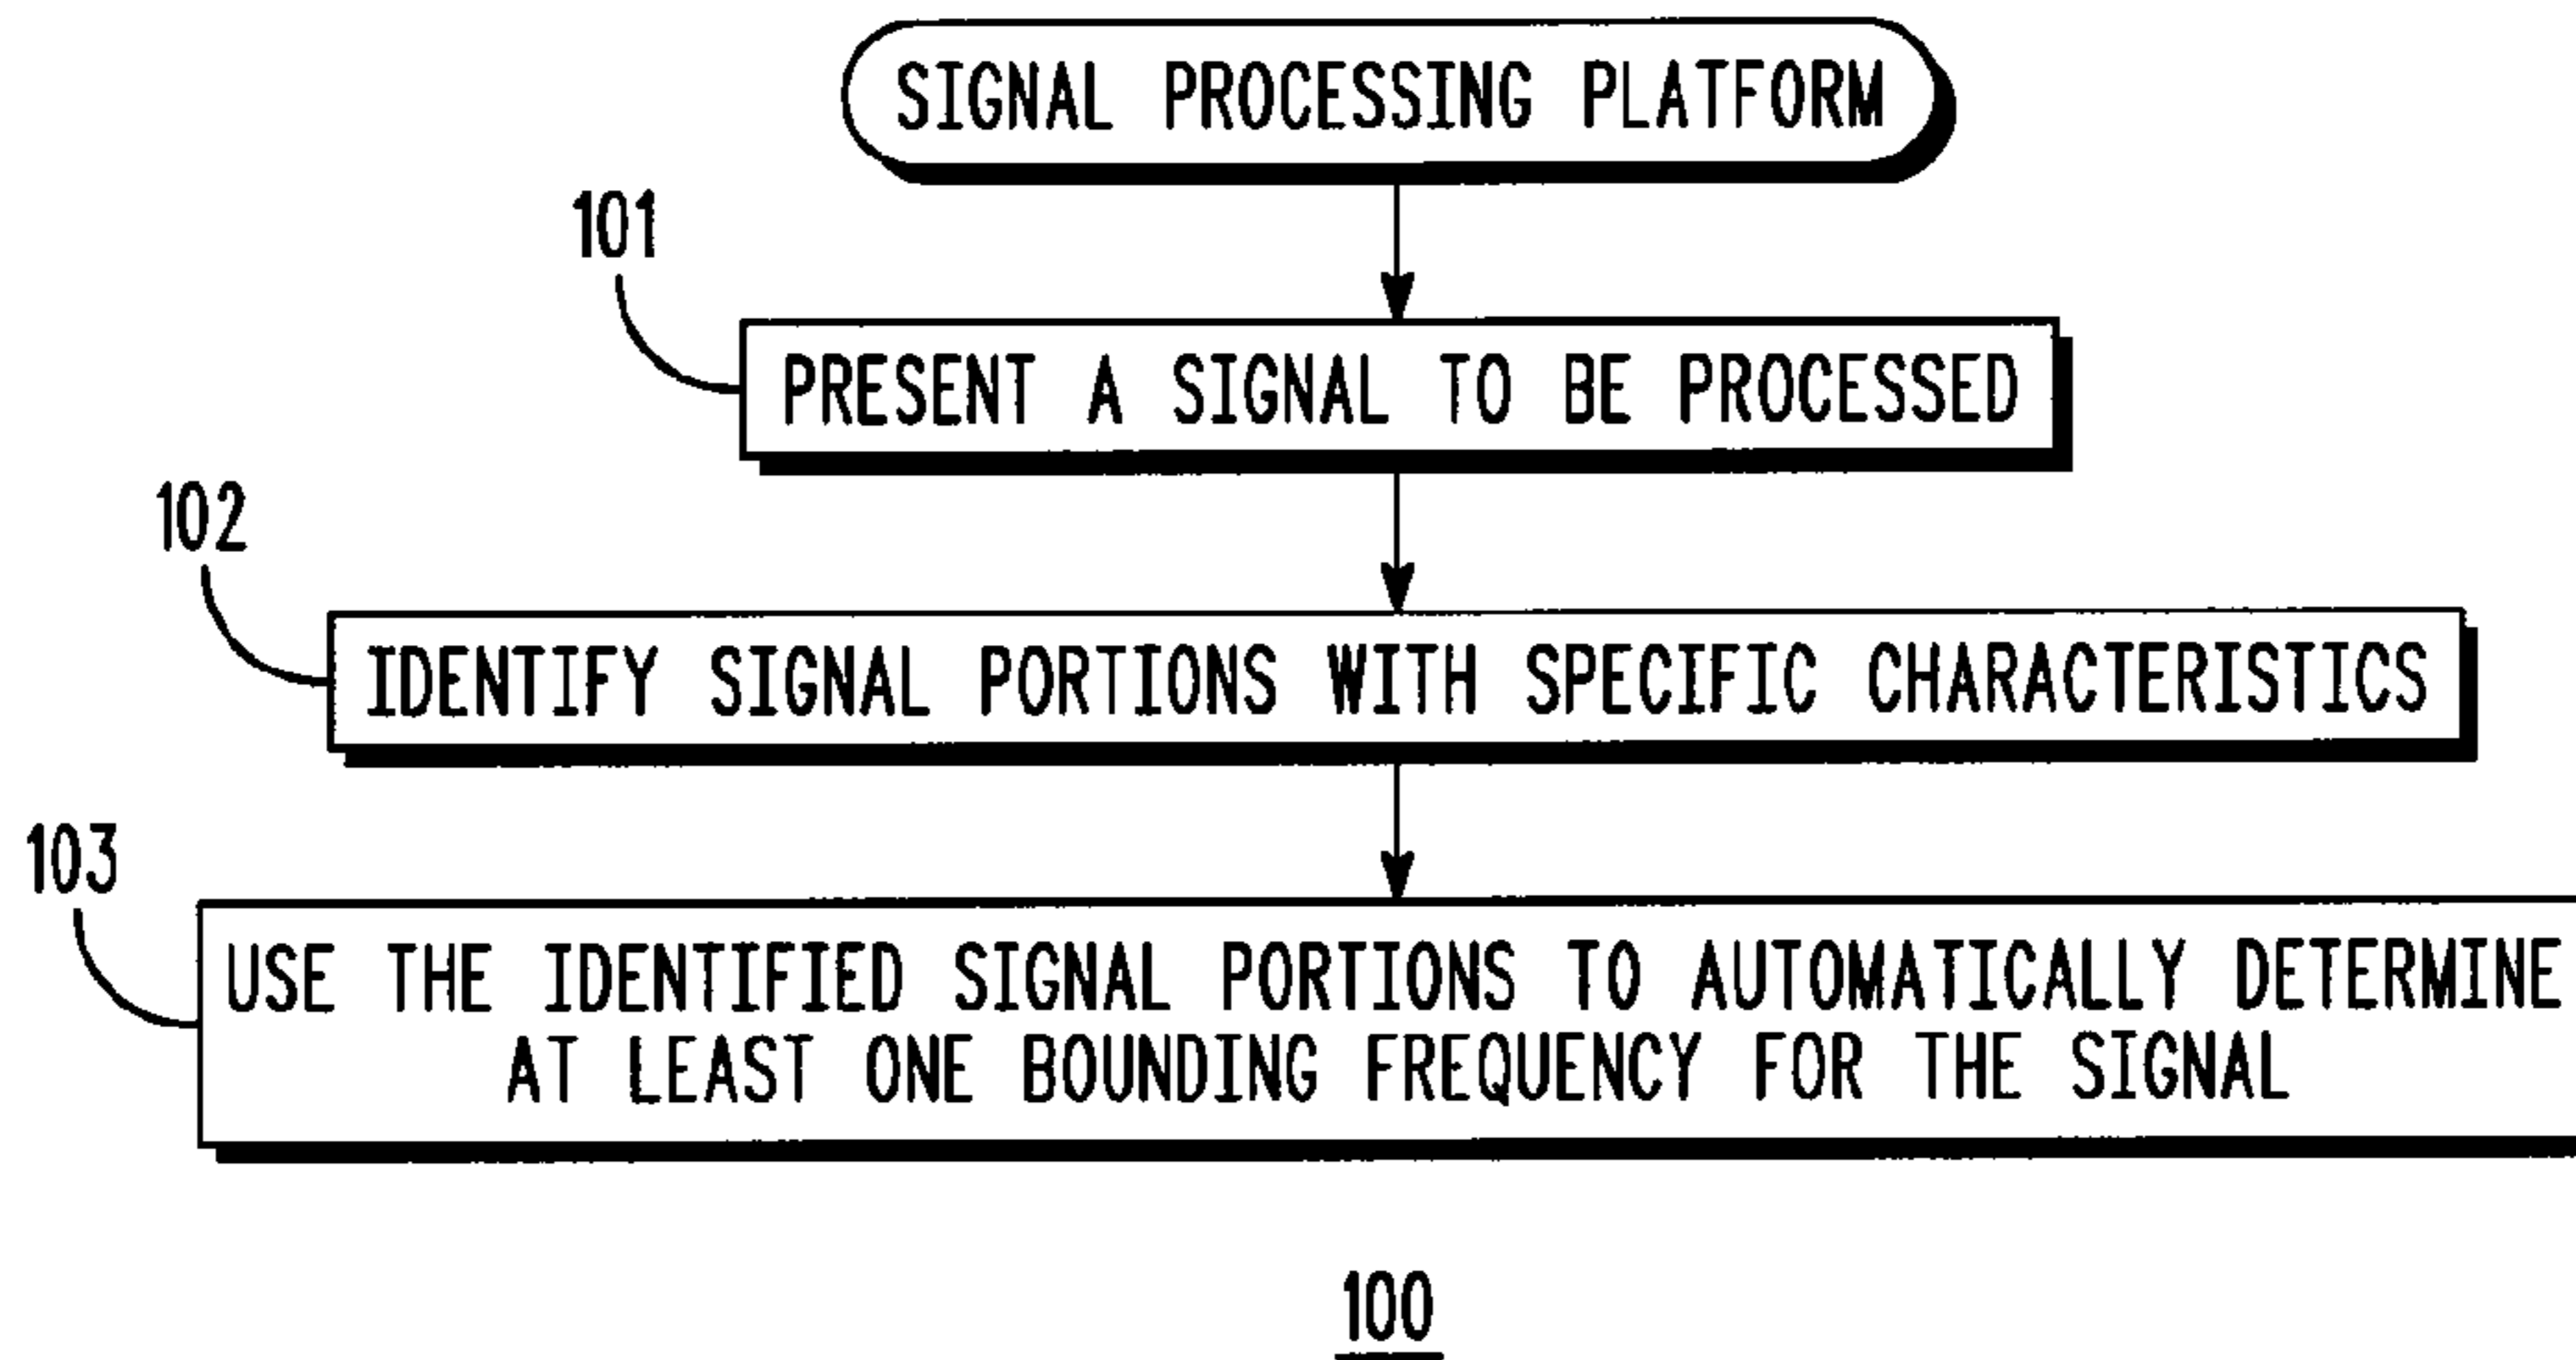 SIGNAL PROCESSING PLATFORM
101
PRESENT A SIGNAL TO BE PROCESSED
102
IDENTIFY SIGNAL PORTIONS WITH SPECIFIC CHARACTERISTICS
103
USE THE IDENTIFIED SIGNAL PORTIONS TO AUTOMATICALLY DETERMINE
AT LEAST ONE BOUNDING FREQUENCY FOR THE SIGNAL
100